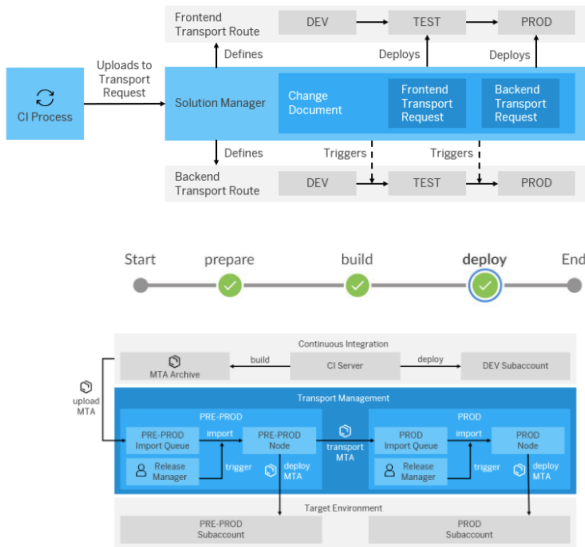 Frontend
Transport Route
DEV
TEST
PROD
Defines
Deploys
Deploys
Uploads to
Transport
Request
CI Process
Solution Manager
Change
Document
Frontend
Transport
Request
Backend
Transport
Request
Defines
Triggers
Triggers
Backend
Transport Route
DEV
TEST
PROD
Start
prepare
build
deploy
End
Continuous Integration
MTA Archive
build
CI Server
deploy
DEV Subaccount
upload
MTA
Transport Management
PRE-PROD
PRE-PROD
Import Queue
import
PRE-PROD
Node
Release
Manager
trigger
deploy
MTA
transport
MTA
PROD
PROD
Import Queue
import
PROD
Node
Release
Manager
trigger
deploy
MTA
Target Environment
PRE-PROD
Subaccount
PROD
Subaccount